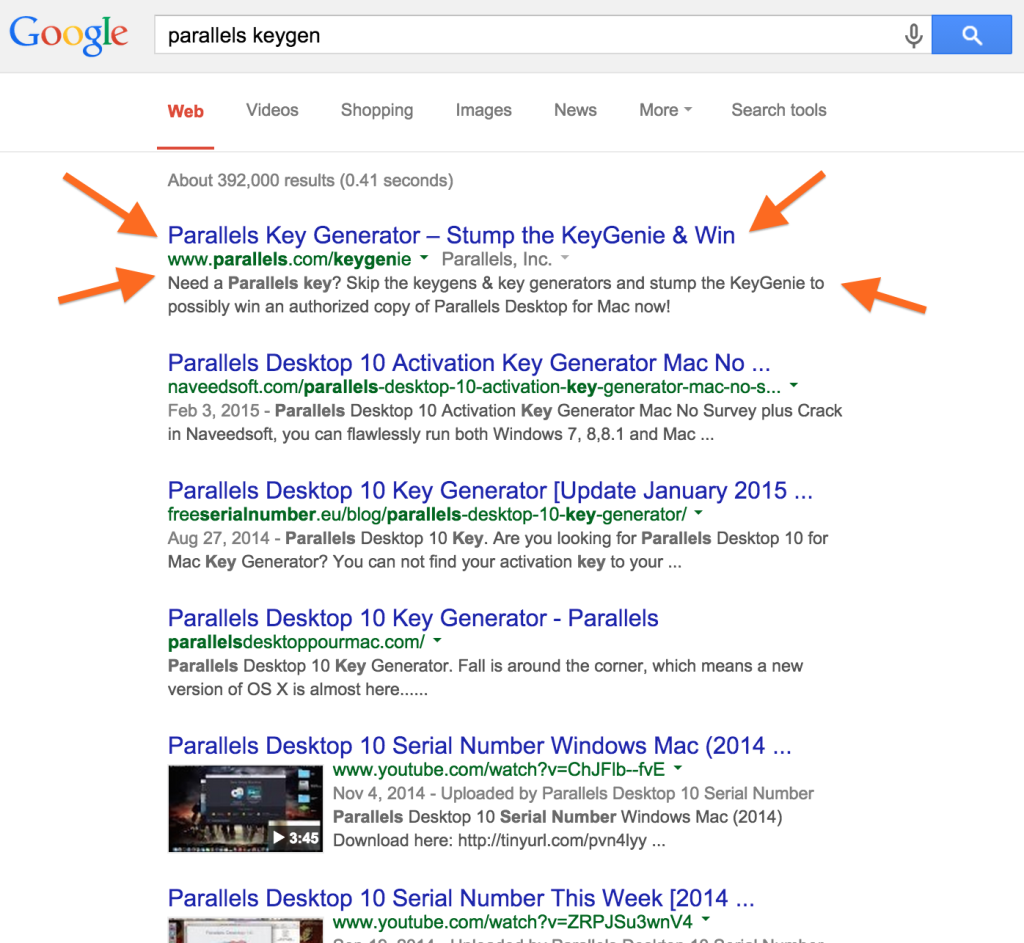 Google
parallels keygen
Web Videos Shopping Images News More Search tools
About 392,000 results (0.41 seconds)
Parallels Key Generator – Stump the KeyGenie & Win
www.parallels.com/keygenie Parallels, Inc.
Need a Parallels key? Skip the keygens & key generators and stump the KeyGenie to
possibly win an authorized copy of Parallels Desktop for Mac now!
Parallels Desktop 10 Activation Key Generator Mac No ...
naveedsoft.com/parallels-desktop-10-activation-key-generator-mac-no-s...
Feb 3, 2015 - Parallels Desktop 10 Activation Key Generator Mac No Survey plus Crack
in Naveedsoft, you can flawlessly run both Windows 7, 8,8.1 and Mac ...
Parallels Desktop 10 Key Generator [Update January 2015 ...
freeserialnumber.eu/blog/parallels-desktop-10-key-generator/
Aug 27, 2014 - Parallels Desktop 10 Key. Are you looking for Parallels Desktop 10 for
Mac Key Generator? You can not find your activation key to your ...
Parallels Desktop 10 Key Generator - Parallels
parallelsdesktoppourmac.com/
Parallels Desktop 10 Key Generator. Fall is around the corner, which means a new
version of OS X is almost here......
Parallels Desktop 10 Serial Number Windows Mac (2014 ...
www.youtube.com/watch?v=ChJFlb--fvE
Nov 4, 2014 - Uploaded by Parallels Desktop 10 Serial Number
Parallels Desktop 10 Serial Number Windows Mac (2014)
3:45
Download here: http://tinyurl.com/pvn4lyy ...
Parallels Desktop 10 Serial Number This Week [2014 ...
www.youtube.com/watch?v=ZRPJSu3wnV4